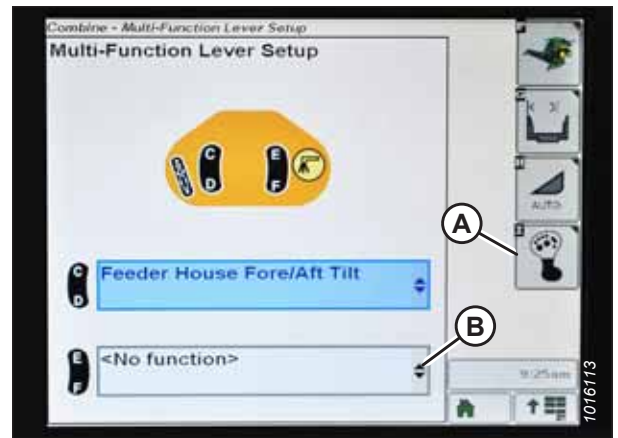 Combine - Multi-Function Lever Setup
Multi-Function Lever Setup
C
D
E
F
AUTO
A
C
D
Feeder House Fore/Aft Tilt
B
E
F
<No function>
9:25am
1016113